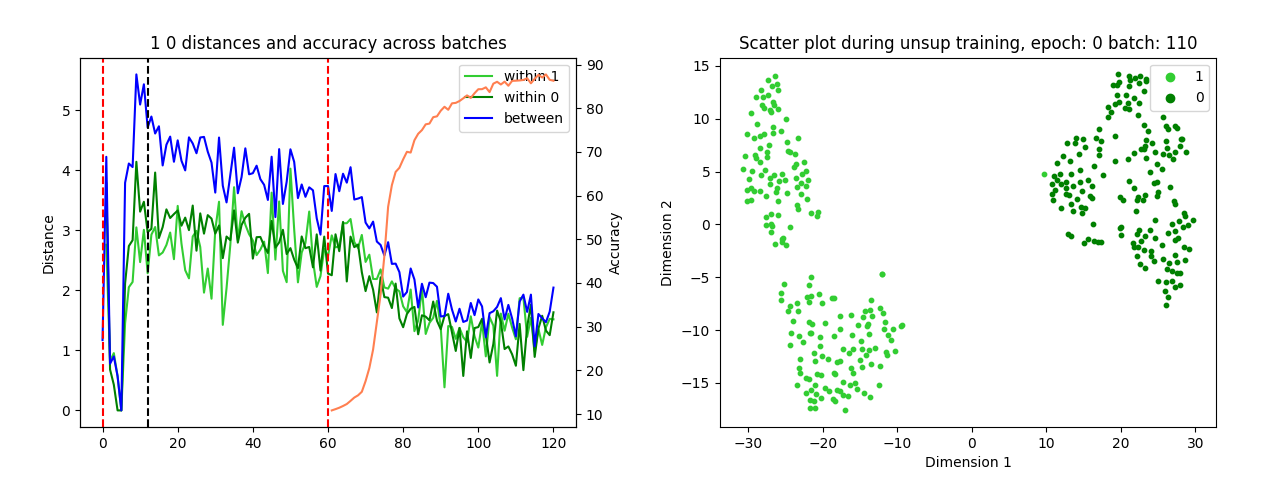 1 0 distances and accuracy across batches
within 1
within 0
between
Distance
Accuracy
0
1
2
3
4
5
10
20
30
40
50
60
70
80
90
0 20 40 60 80 100 120
Scatter plot during unsup training, epoch: 0 batch: 110
1
0
Dimension 2
15
10
5
0
−5
−10
−15
−30 −20 −10 0 10 20 30
Dimension 1